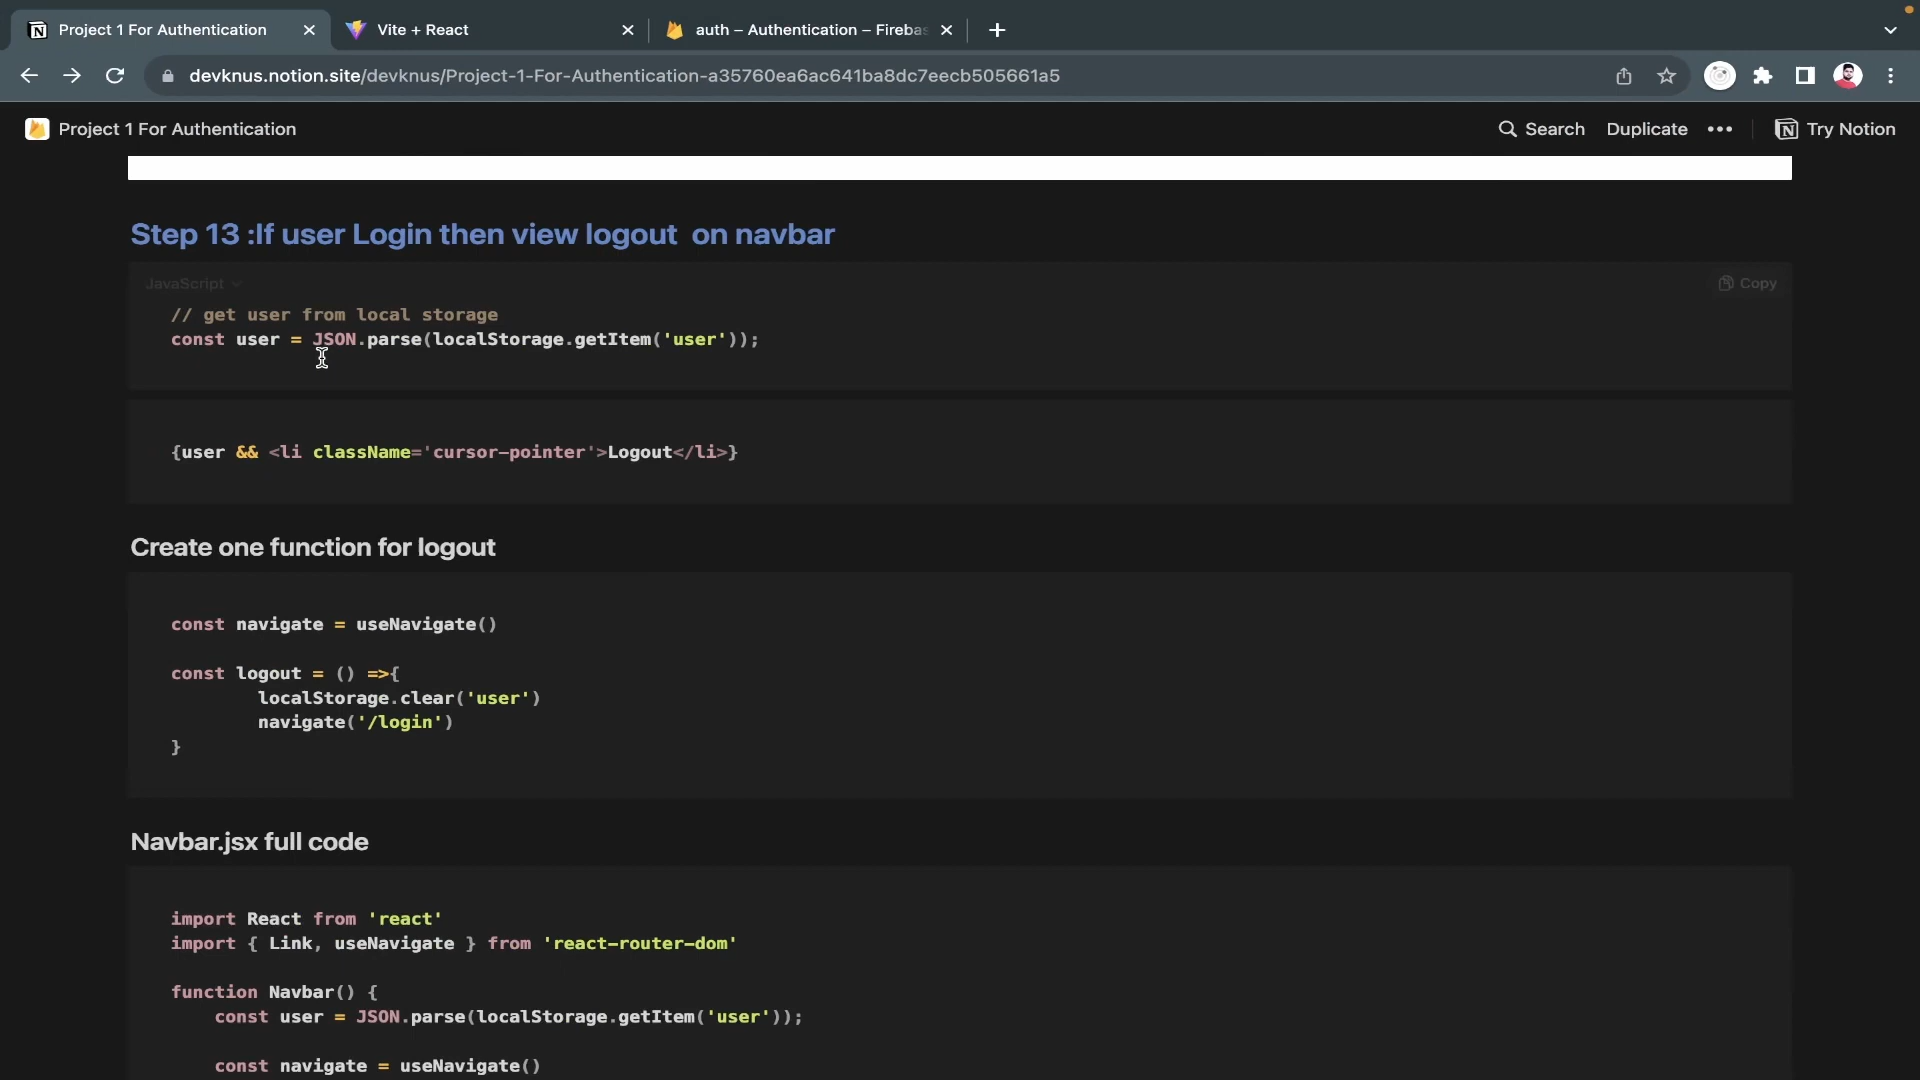 Project 1 For Authentication
Vite + React
auth – Authentication – Fireba
devknus.notion.site/devknus/Project-1-For-Authentication-a35760ea6ac641ba8dc7eecb505661a5
Project 1 For Authentication
Search
Duplicate
Try Notion
Step 13 :If user Login then view logout  on navbar
JavaScript
Copy
// get user from local storage
const user = JSON.parse(localStorage.getItem('user'));
{user && <li className='cursor-pointer'>Logout</li>}
Create one function for logout
const navigate = useNavigate()
const logout = () =>{
localStorage.clear('user')
navigate('/login')
}
Navbar.jsx full code
import React from 'react'
import { Link, useNavigate } from 'react-router-dom'
function Navbar() {
const user = JSON.parse(localStorage.getItem('user'));
const navigate = useNavigate()